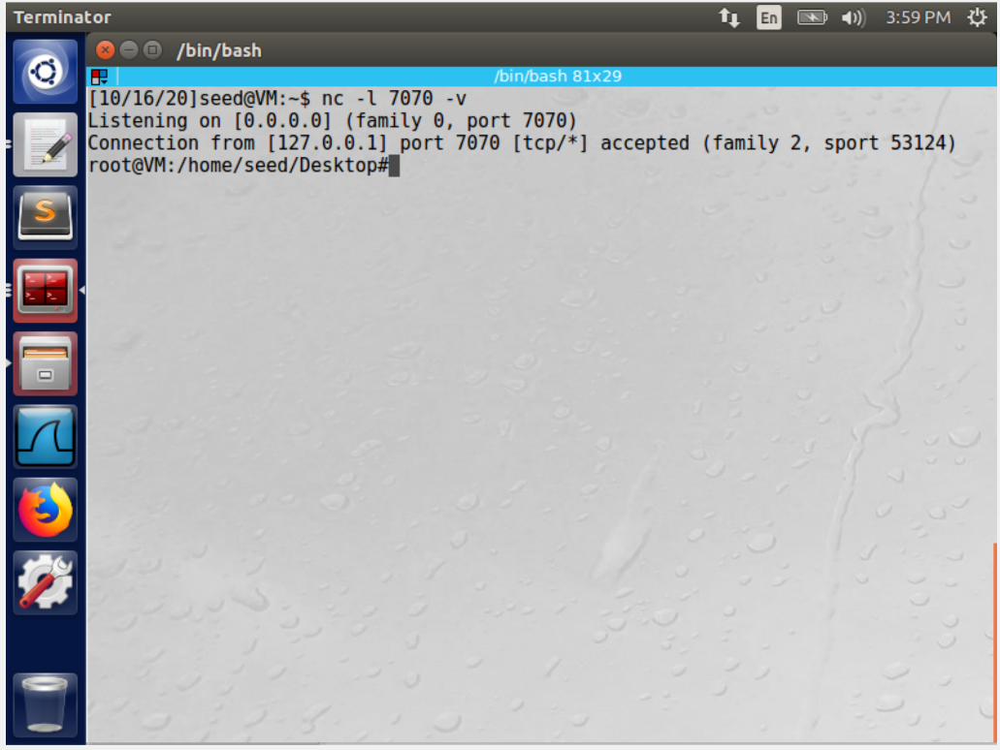 Terminator
En
3:59 PM
/bin/bash
/bin/bash 81x29
[10/16/20]seed@VM:~$ nc -l 7070 -v
Listening on [0.0.0.0] (family 0, port 7070)
Connection from [127.0.0.1] port 7070 [tcp/*] accepted (family 2, sport 53124)
root@VM:/home/seed/Desktop#